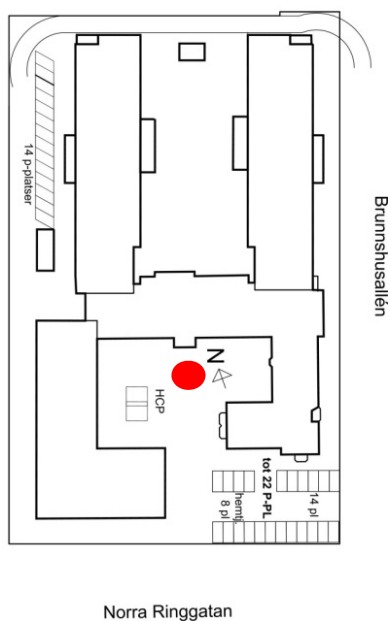 14 p-platser
Brunnshusallén
N
HCP
tot 22 P-PL
hemtj.
8 pl
14 pl
Norra Ringgatan